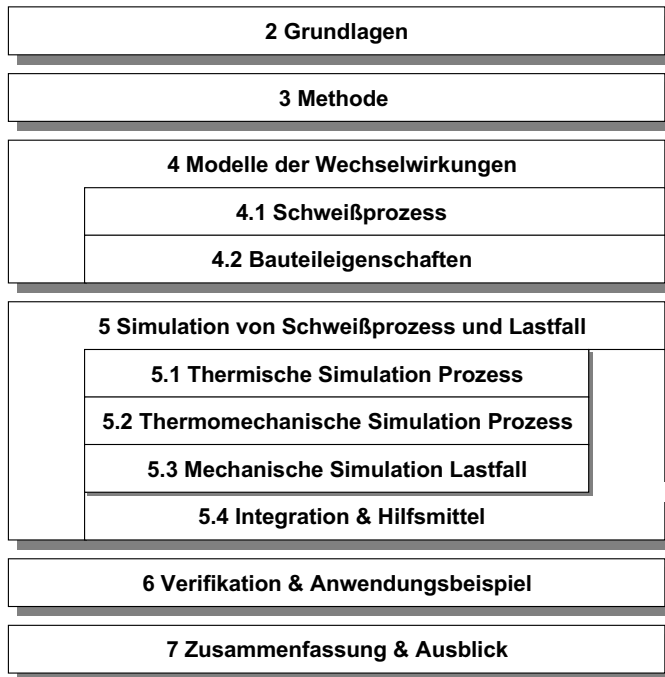 2 Grundlagen
3 Methode
4 Modelle der Wechselwirkungen
4.1 Schweißprozess
4.2 Bauteileigenschaften
5 Simulation von Schweißprozess und Lastfall
5.1 Thermische Simulation Prozess
5.2 Thermomechanische Simulation Prozess
5.3 Mechanische Simulation Lastfall
5.4 Integration & Hilfsmittel
6 Verifikation & Anwendungsbeispiel
7 Zusammenfassung & Ausblick